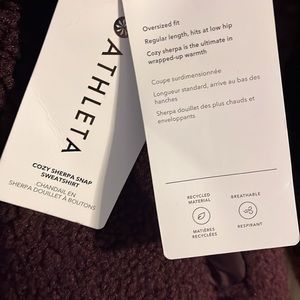 ATHLETA
COZY SHERPA SNAP
SWEATSHIRT
CHANDAIL EN
SHERPA DOUILLET À BOUTONS
Oversized fit
Regular length, hits at low hip
Cozy sherpa is the ultimate in
wrapped-up warmth
Coupe surdimensionnée
Longueur standard, arrive au bas des
hanches
Sherpa douillet des plus chauds et
enveloppants
RECYCLED
MATERIAL
MATIÈRES
RECYCLÉES
BREATHABLE
RESPIRANT